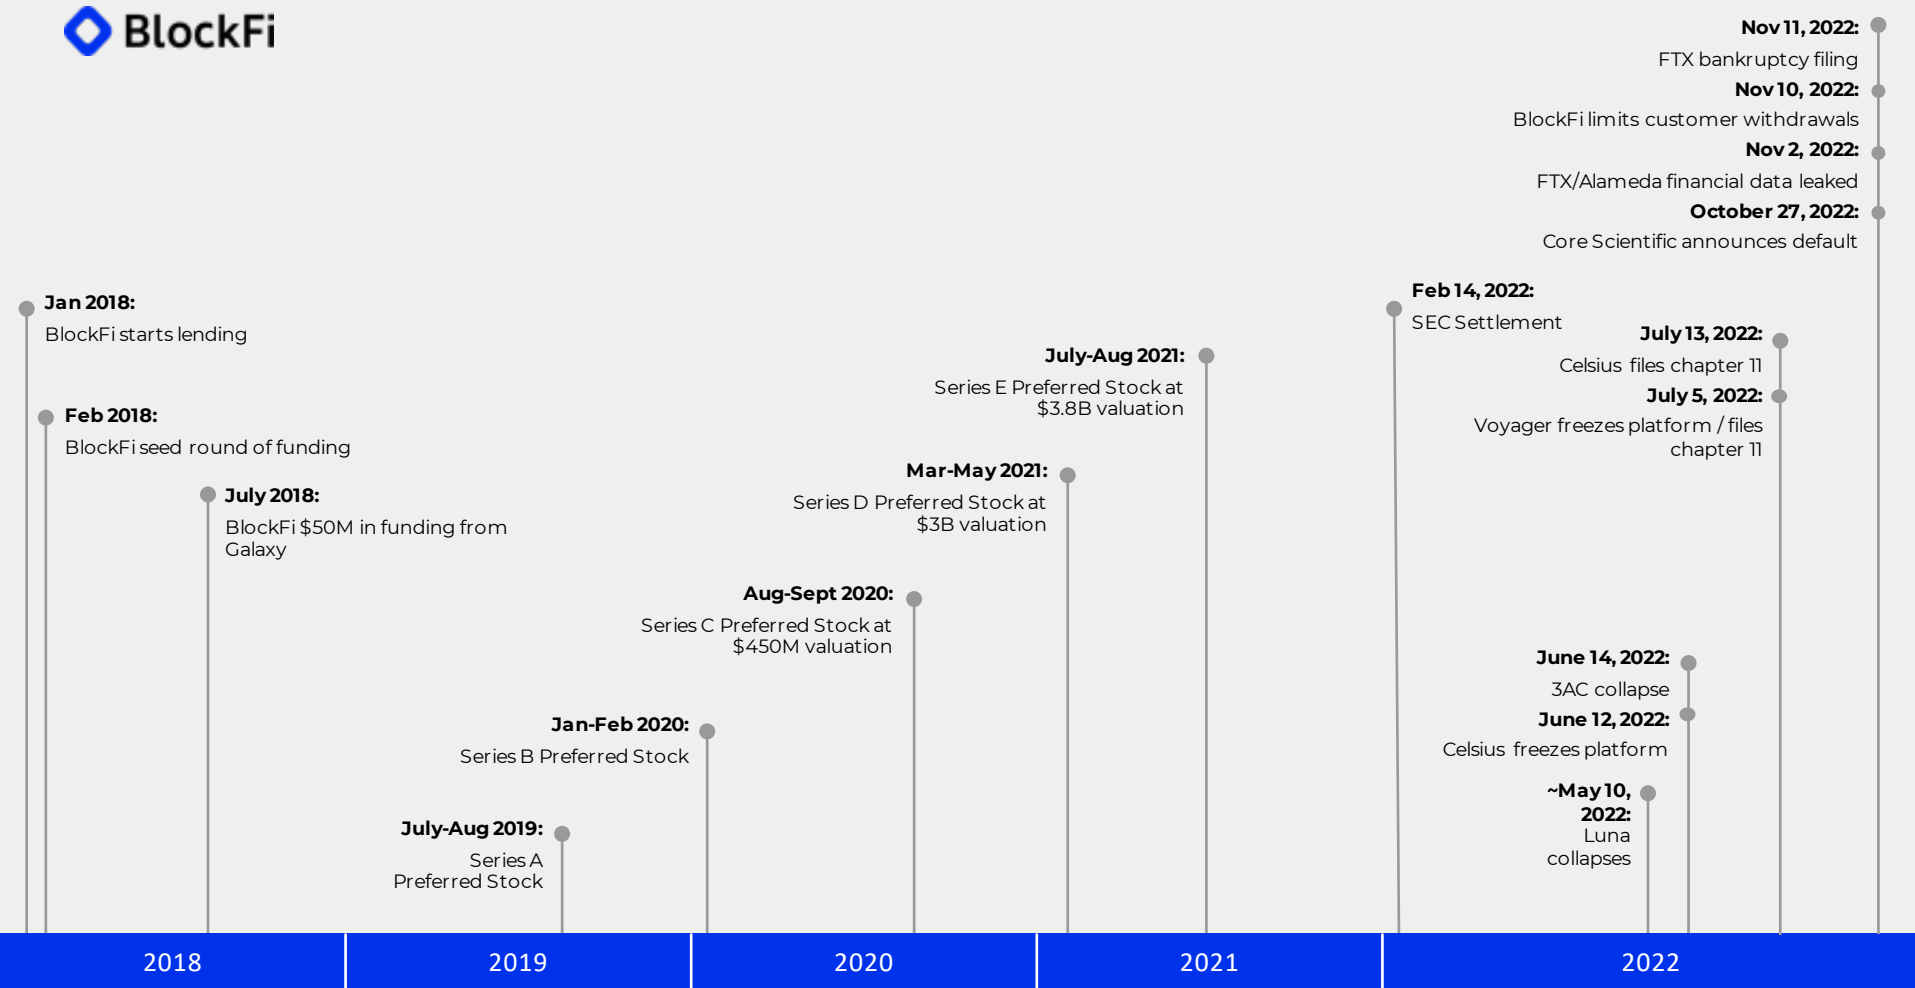 BlockFi
Jan 2018:
BlockFi starts lending
Feb 2018:
BlockFi seed round of funding
July 2018:
BlockFi $50M in funding from
Galaxy
July-Aug 2019:
Series A
Preferred Stock
Jan-Feb 2020:
Series B Preferred Stock
Aug-Sept 2020:
Series C Preferred Stock at
$450M valuation
Mar-May 2021:
Series D Preferred Stock at
$3B valuation
July-Aug 2021:
Series E Preferred Stock at
$3.8B valuation
Feb 14, 2022:
SEC Settlement
~May 10,
2022:
Luna
collapses
June 14, 2022:
3AC collapse
June 12, 2022:
Celsius freezes platform
July 13, 2022:
Celsius files chapter 11
July 5, 2022:
Voyager freezes platform / files
chapter 11
Nov 11, 2022:
FTX bankruptcy filing
Nov 10, 2022:
BlockFi limits customer withdrawals
Nov 2, 2022:
FTX/Alameda financial data leaked
October 27, 2022:
Core Scientific announces default
2018
2019
2020
2021
2022